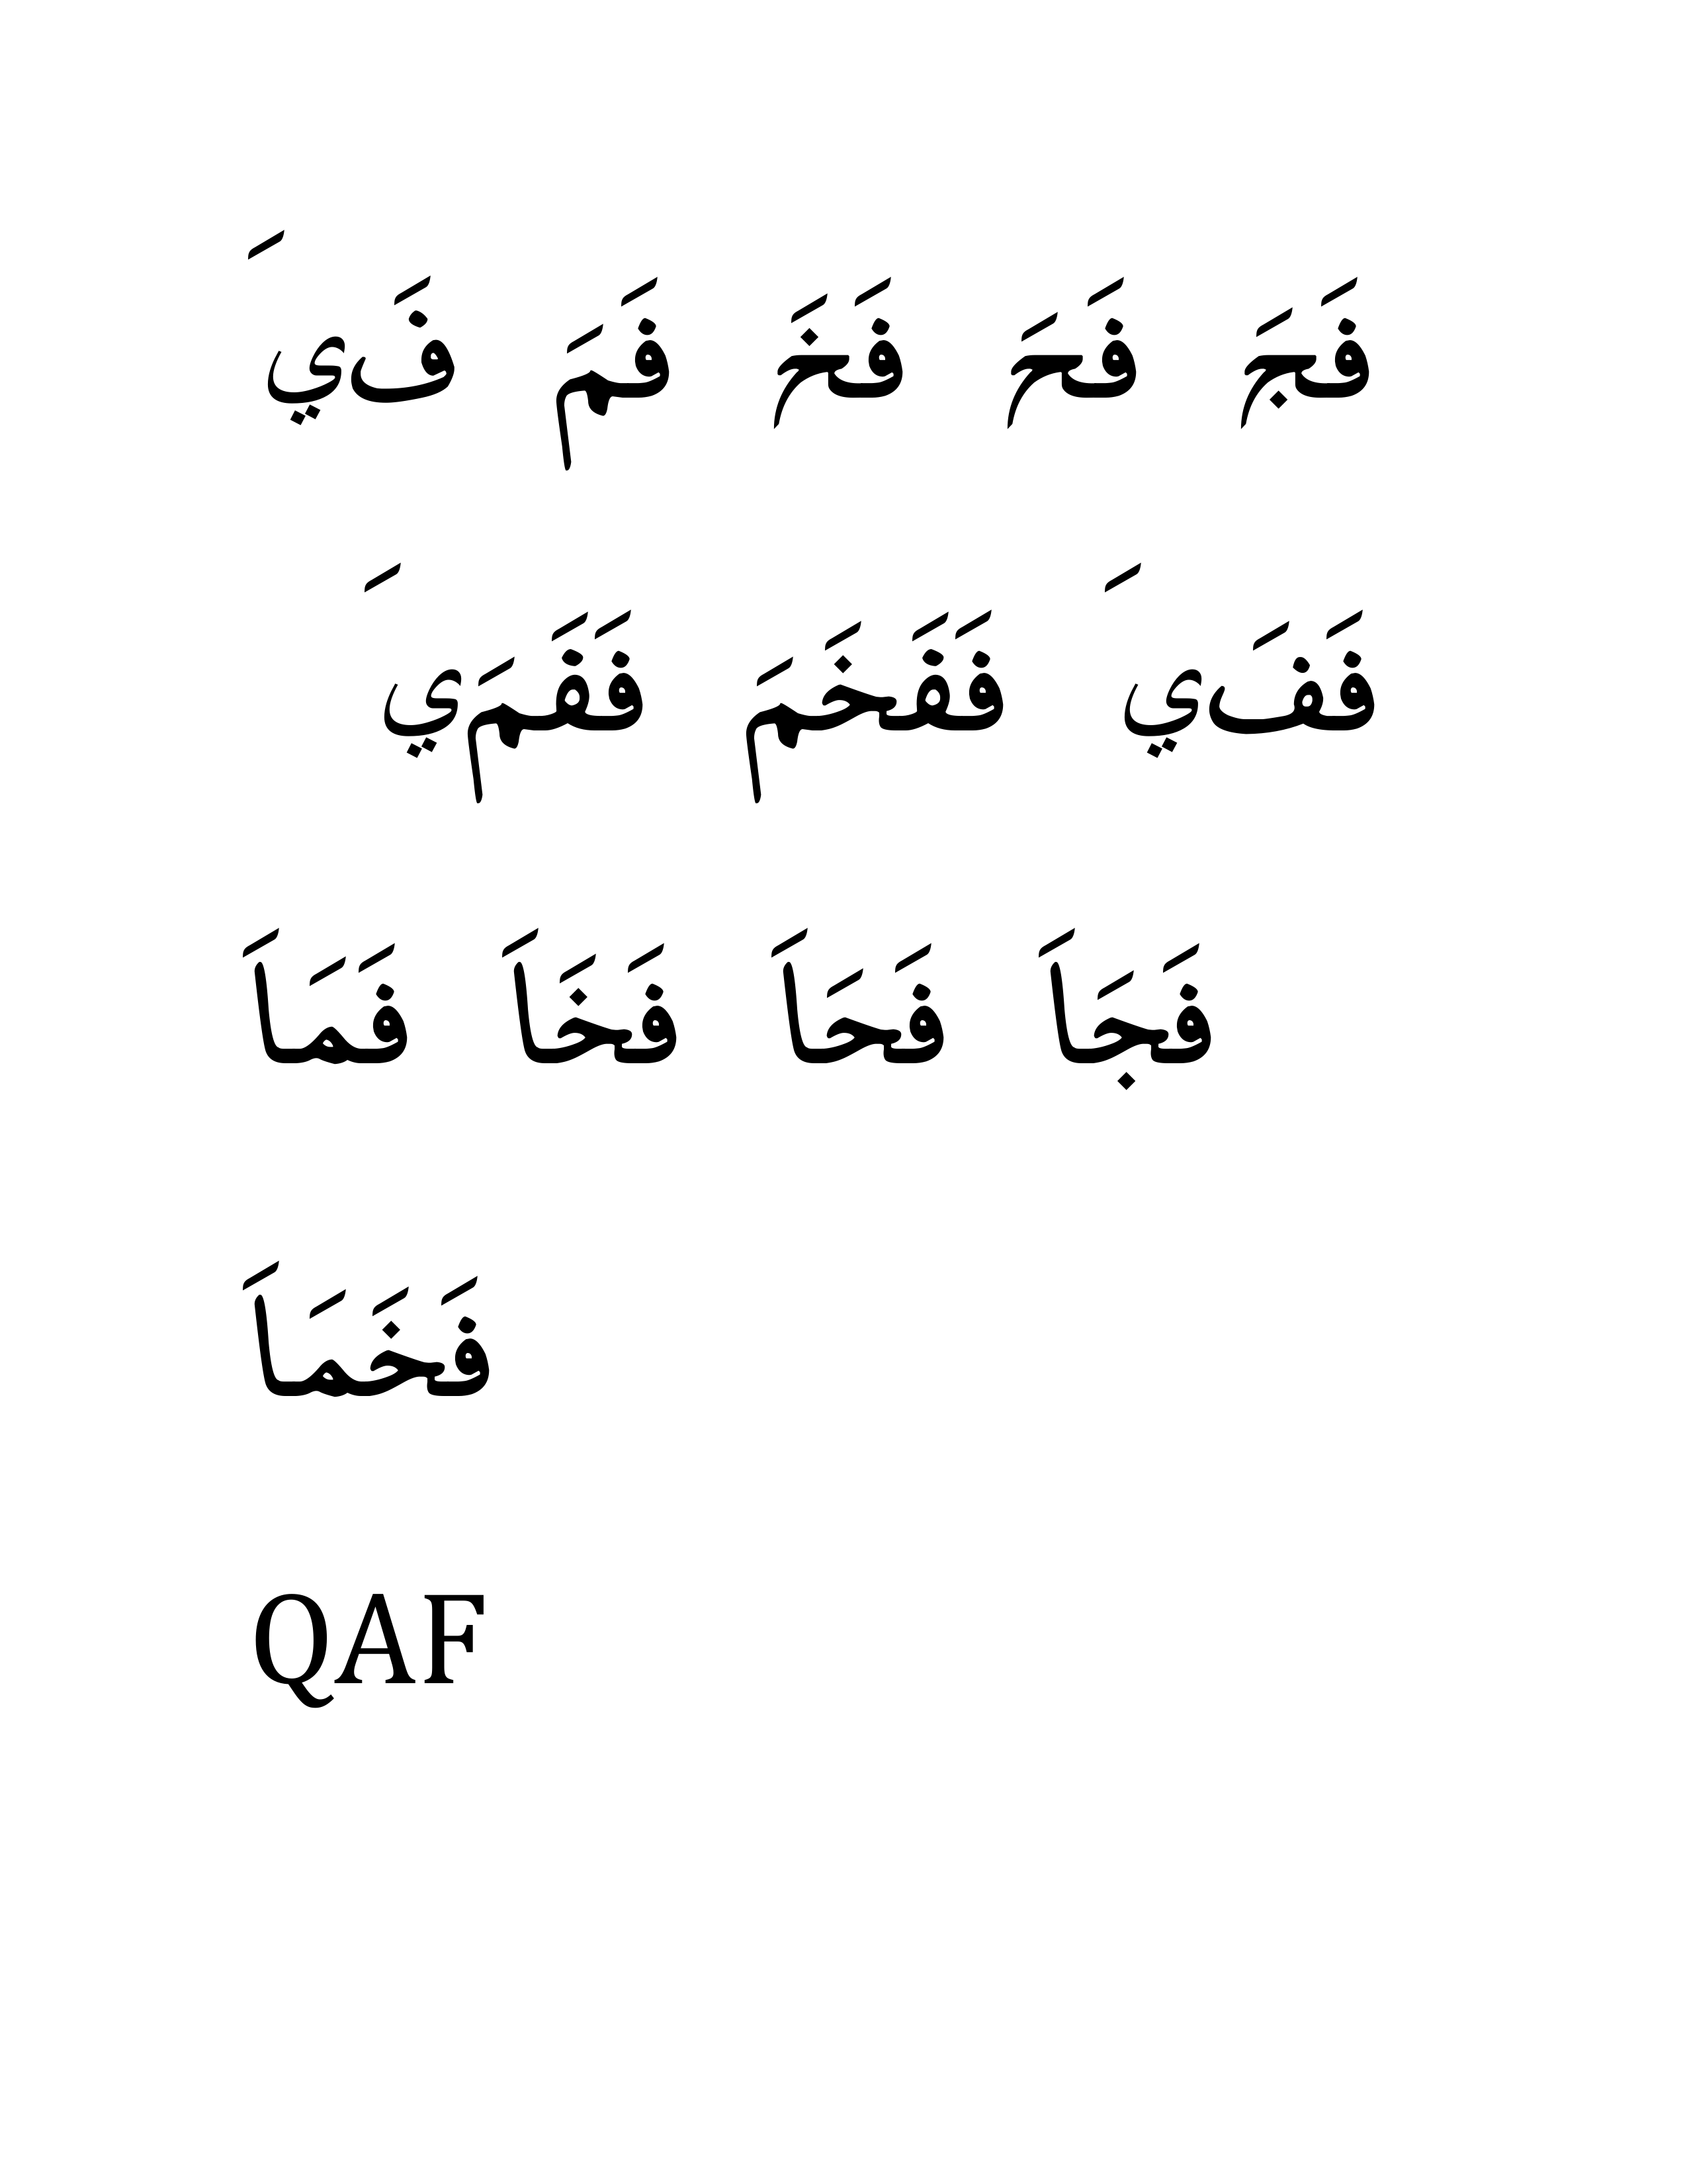 فَجَ فَحَ فَخَ فَمَ فَيَ
فَفَيَ فَفَخَمَ فَفَمَيَ
فَجَاَ فَحَاَ فَخَاَ فَمَاَ
فَخَمَاَ
QAF